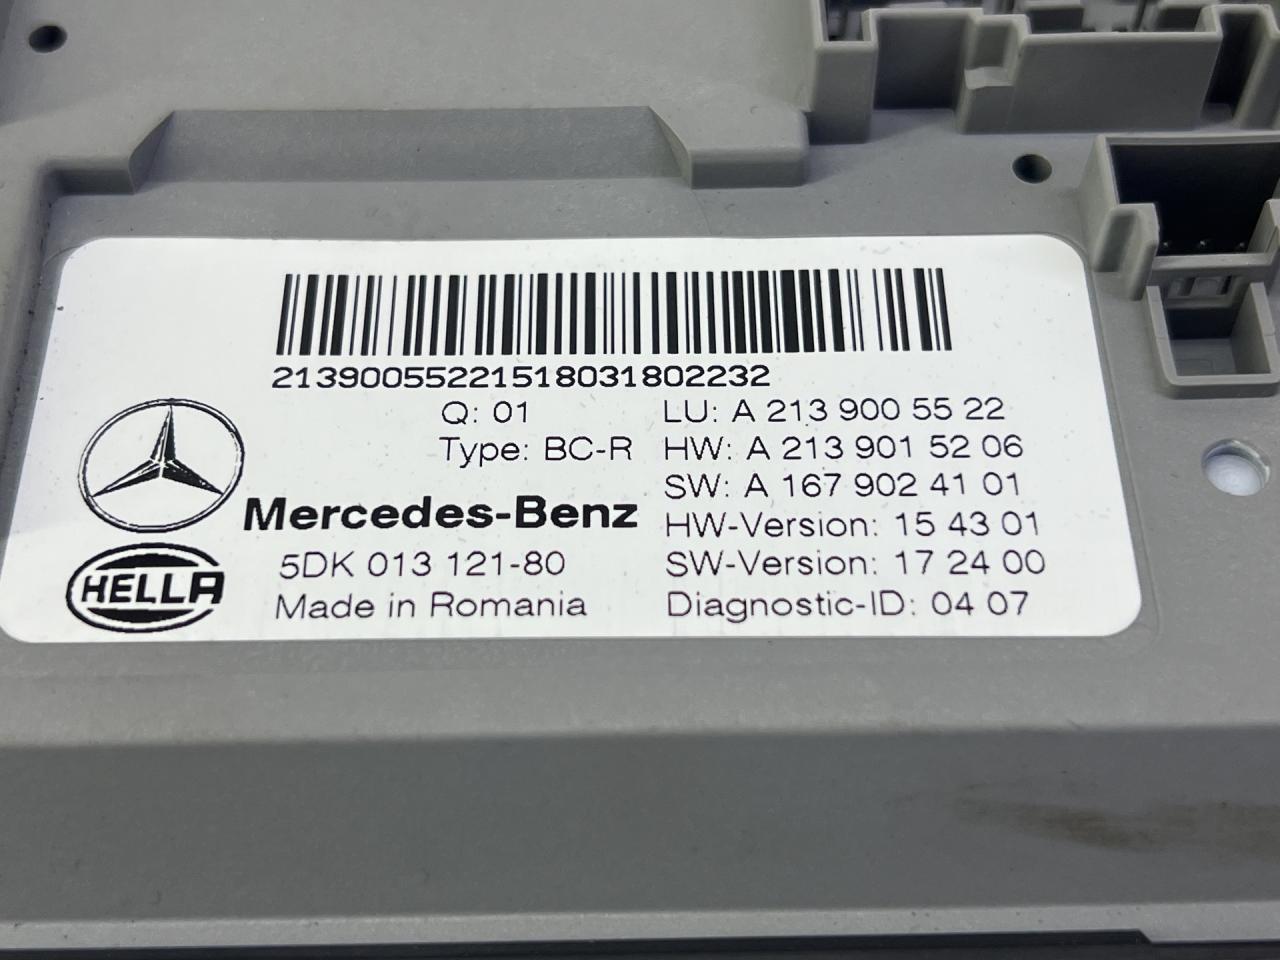 2139005522151803180​2232
Q: 01
Type: BC-R
LU: A 213 900 55 22
HW: A 213 901 52 06
SW: A 167 902 41 01
HW-Version: 15 43 01
SW-Version: 17 24 00
Diagnostic-ID: 04 07
Mercedes-Benz
HELLA
5DK 013 121-80
Made in Romania